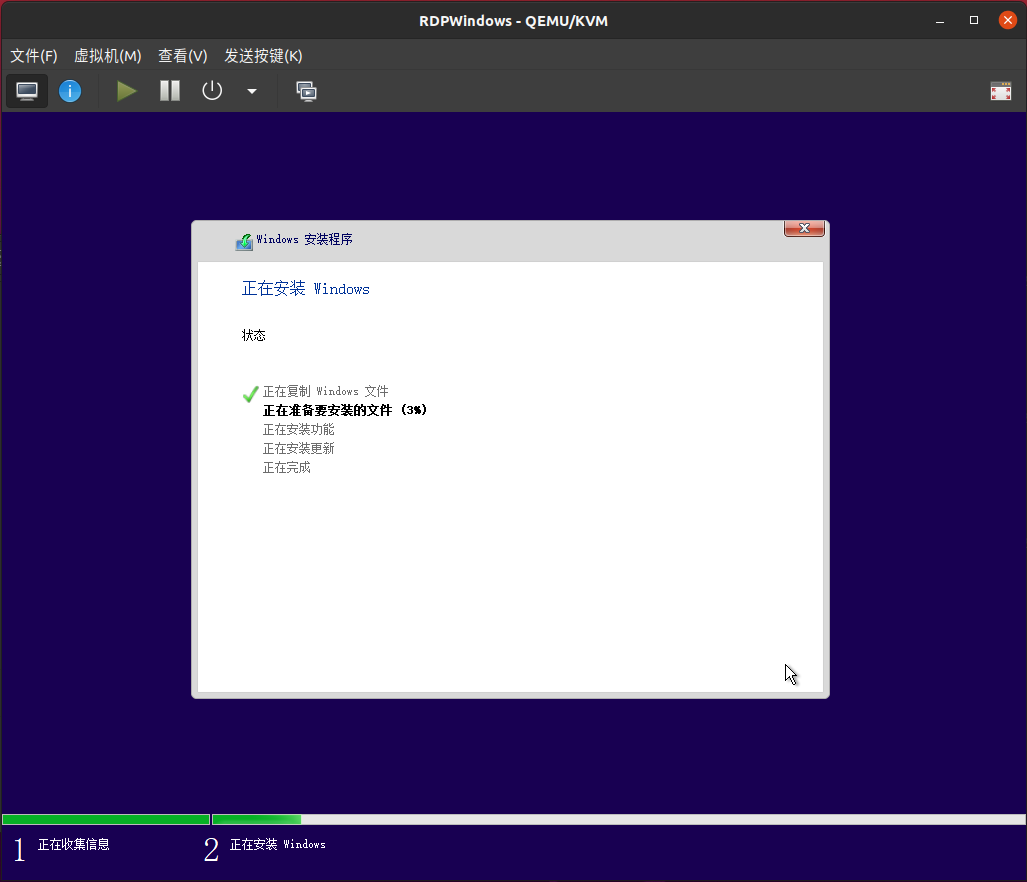 RDPWindows - QEMU/KVM
文件(F) 虚拟机(M) 查看(V) 发送按键(K)
Windows 安装程序
正在安装 Windows
状态
正在复制 Windows 文件
正在准备要安装的文件 (3%)
正在安装功能
正在安装更新
正在完成
1 正在收集信息 2 正在安装 Windows